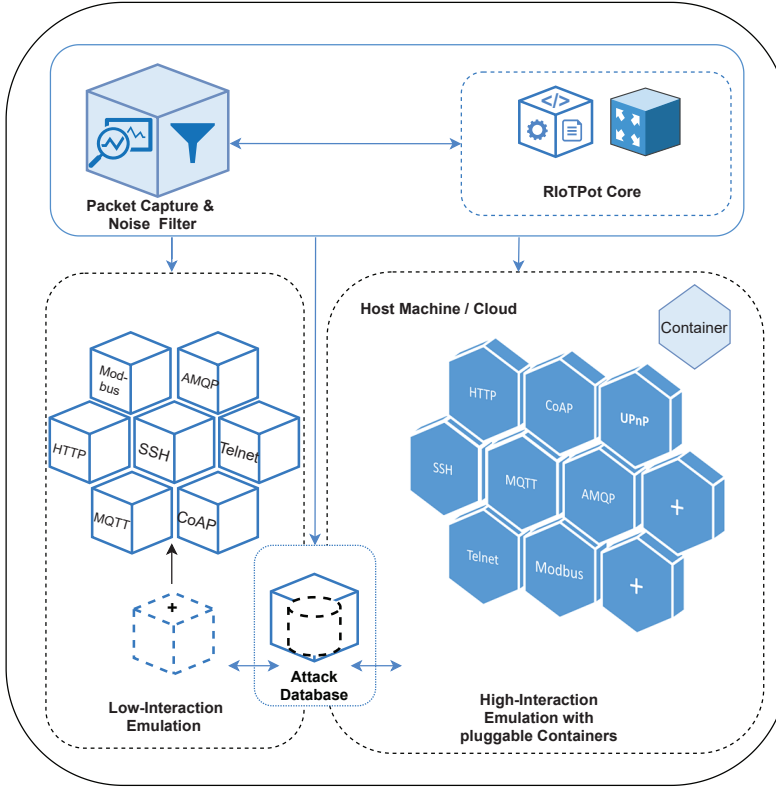 </>
Packet Capture &
Noise Filter
RIoTPot Core
Host Machine / Cloud
Container
Mod-
bus
AMQP
HTTP
SSH
Telnet
MQTT
CoAP
+
Low-Interaction
Emulation
Attack
Database
HTTP
CoAP
UPnP
SSH
MQTT
AMQP
+
Telnet
Modbus
+
High-Interaction
Emulation with
pluggable Containers